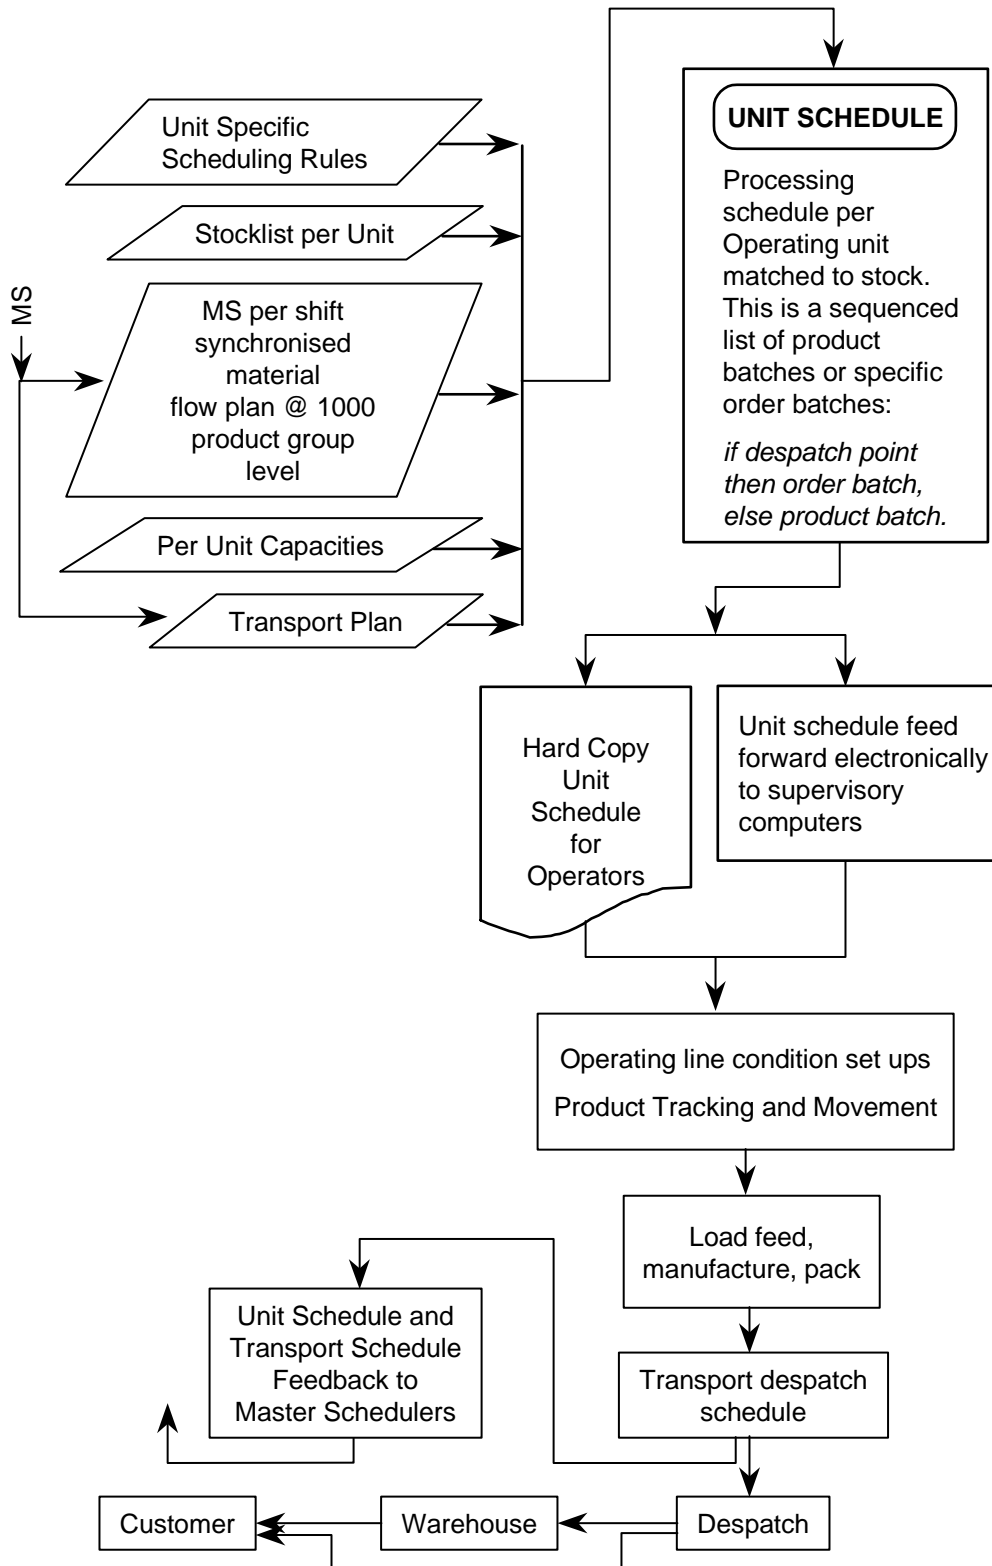 UNIT SCHEDULE
Processing
schedule per
Operating unit
matched to stock.
This is a sequenced
list of product
batches or specific
order batches:
if despatch point
then order batch,
else product batch.
Unit Specific
Scheduling Rules
Stocklist per Unit
MS
MS per shift
synchronised
material
flow plan @ 1000
product group
level
Per Unit Capacities
Transport Plan
Hard Copy
Unit
Schedule
for
Operators
Unit schedule feed
forward electronically
to supervisory
computers
Operating line condition set ups
Product Tracking and Movement
Load feed,
manufacture, pack
Unit Schedule and
Transport Schedule
Feedback to
Master Schedulers
Transport despatch
schedule
Customer
Warehouse
Despatch